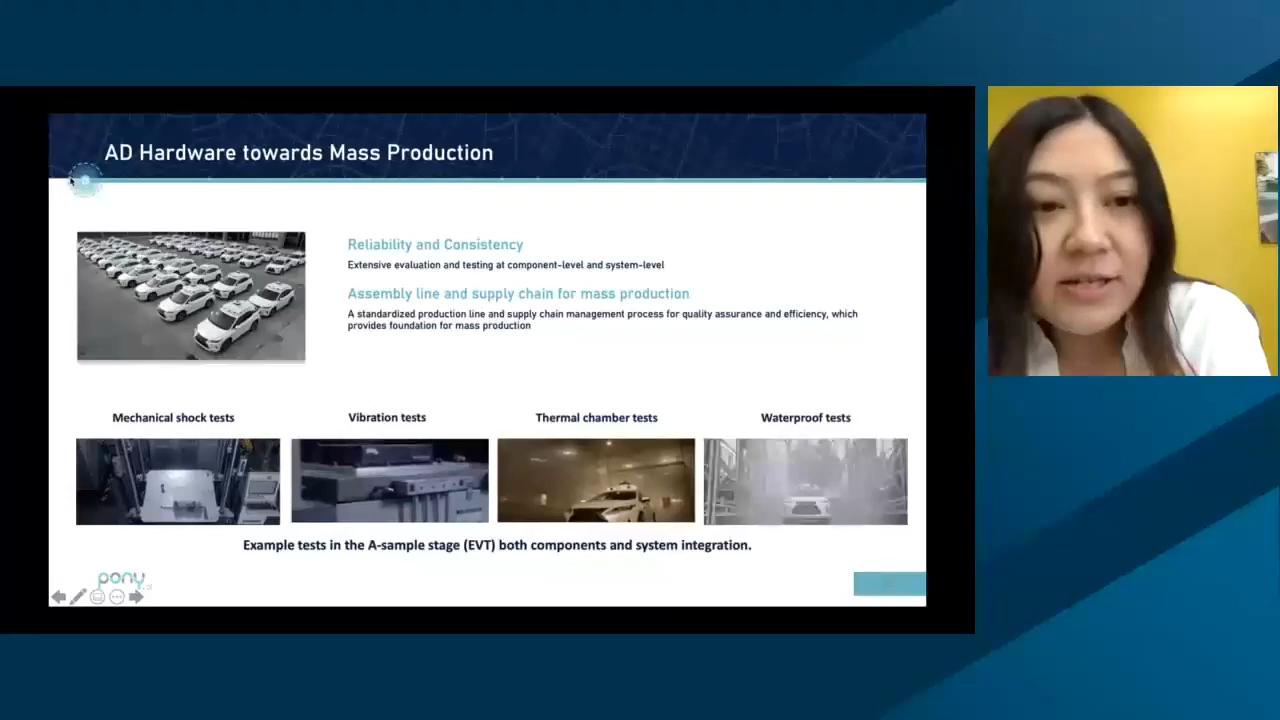 AD Hardware towards Mass Production
Reliability and Consistency
Extensive evaluation and testing at component-level and system-level
Assembly line and supply chain for mass production
A standardized production line and supply chain management process for quality assurance and efficiency, which
provides foundation for mass production
Mechanical shock tests
Vibration tests
Thermal chamber tests
Waterproof tests
Example tests in the A-sample stage (EVT) both components and system integration.
pony